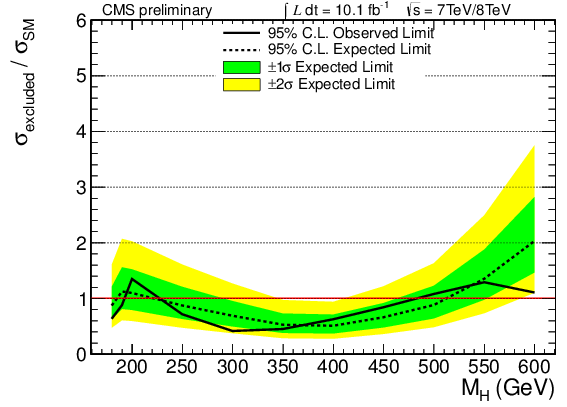 CMS preliminary ∫ L dt = 10.1 fb⁻¹ √s = 7TeV/8TeV
95% C.L. Observed Limit
95% C.L. Expected Limit
±1σ Expected Limit
±2σ Expected Limit
σexcluded / σSM
6
5
4
3
2
1
0
200 250 300 350 400 450 500 550 600
M_H (GeV)